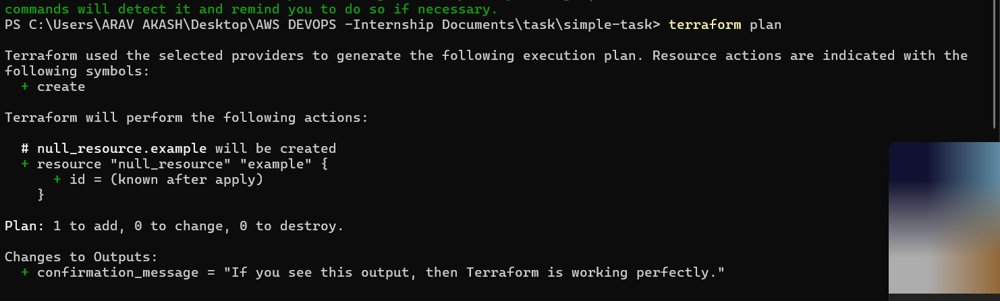 commands will detect it and remind you to do so if necessary.
PS C:\Users\ARAV AKASH\Desktop\AWS DEVOPS -Internship Documents\task\simple-task> terraform plan
Terraform used the selected providers to generate the following execution plan. Resource actions are indicated with the
following symbols:
+ create
Terraform will perform the following actions:
# null_resource.example will be created
+ resource "null_resource" "example" {
+ id = (known after apply)
}
Plan: 1 to add, 0 to change, 0 to destroy.
Changes to Outputs:
+ confirmation_message = "If you see this output, then Terraform is working perfectly."